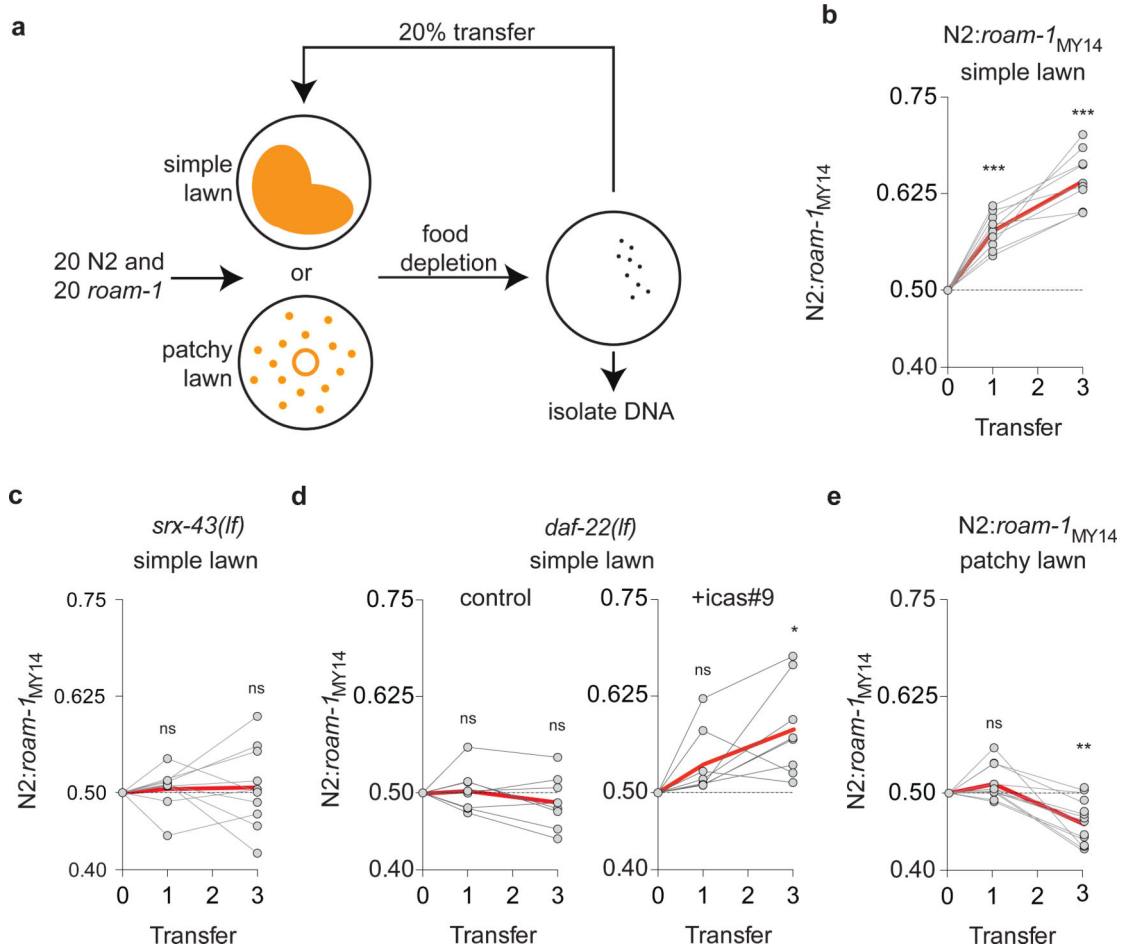 a
20% transfer
simple
lawn
20 N2 and
20 roam-1
or
food
depletion
patchy
lawn
isolate DNA
b
N2:roam-1MY14
simple lawn
N2:roam-1MY14
0.75
0.625
0.50
0.40
***
***
0 1 2 3
Transfer
c
srx-43(lf)
simple lawn
N2:roam-1MY14
0.75
0.625
0.50
0.40
ns
ns
0 1 2 3
Transfer
d
daf-22(lf)
simple lawn
control
N2:roam-1MY14
0.75
0.625
0.50
0.40
ns
ns
0 1 2 3
Transfer
+icas#9
0.75
0.625
0.50
0.40
ns
*
0 1 2 3
Transfer
e
N2:roam-1MY14
patchy lawn
N2:roam-1MY14
0.75
0.625
0.50
0.40
ns
**
0 1 2 3
Transfer